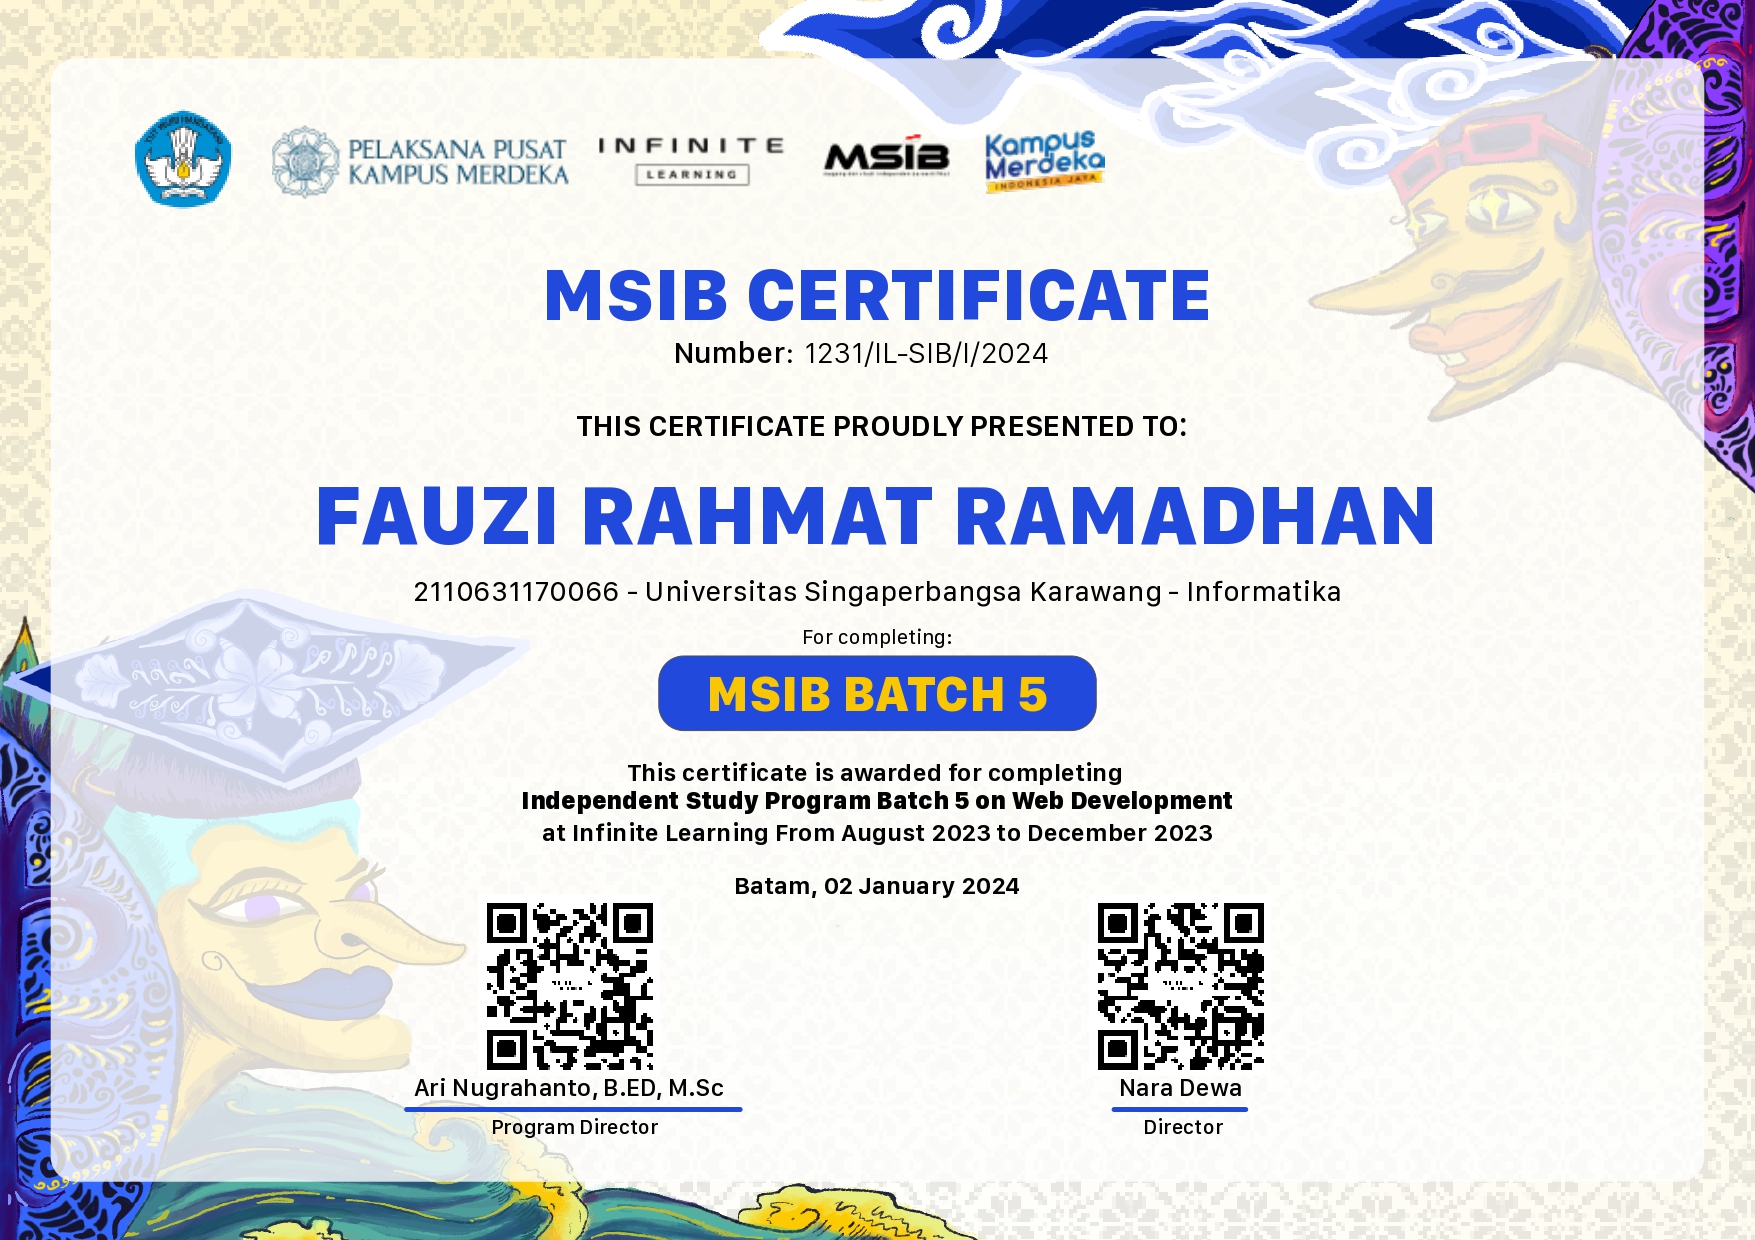 TUT WURI HANDAYANI
PELAKSANA PUSAT
KAMPUS MERDEKA
INFINITE
LEARNING
MSIB
Kampus
Merdeka
INDONESIA JAYA
MSIB CERTIFICATE
Number: 1231/IL-SIB/I/2024
THIS CERTIFICATE PROUDLY PRESENTED TO:
FAUZI RAHMAT RAMADHAN
2110631170066 - Universitas Singaperbangsa Karawang - Informatika
For completing:
MSIB BATCH 5
This certificate is awarded for completing
Independent Study Program Batch 5 on Web Development
at Infinite Learning From August 2023 to December 2023
Batam, 02 January 2024
Ari Nugrahanto, B.ED, M.Sc
Program Director
Nara Dewa
Director